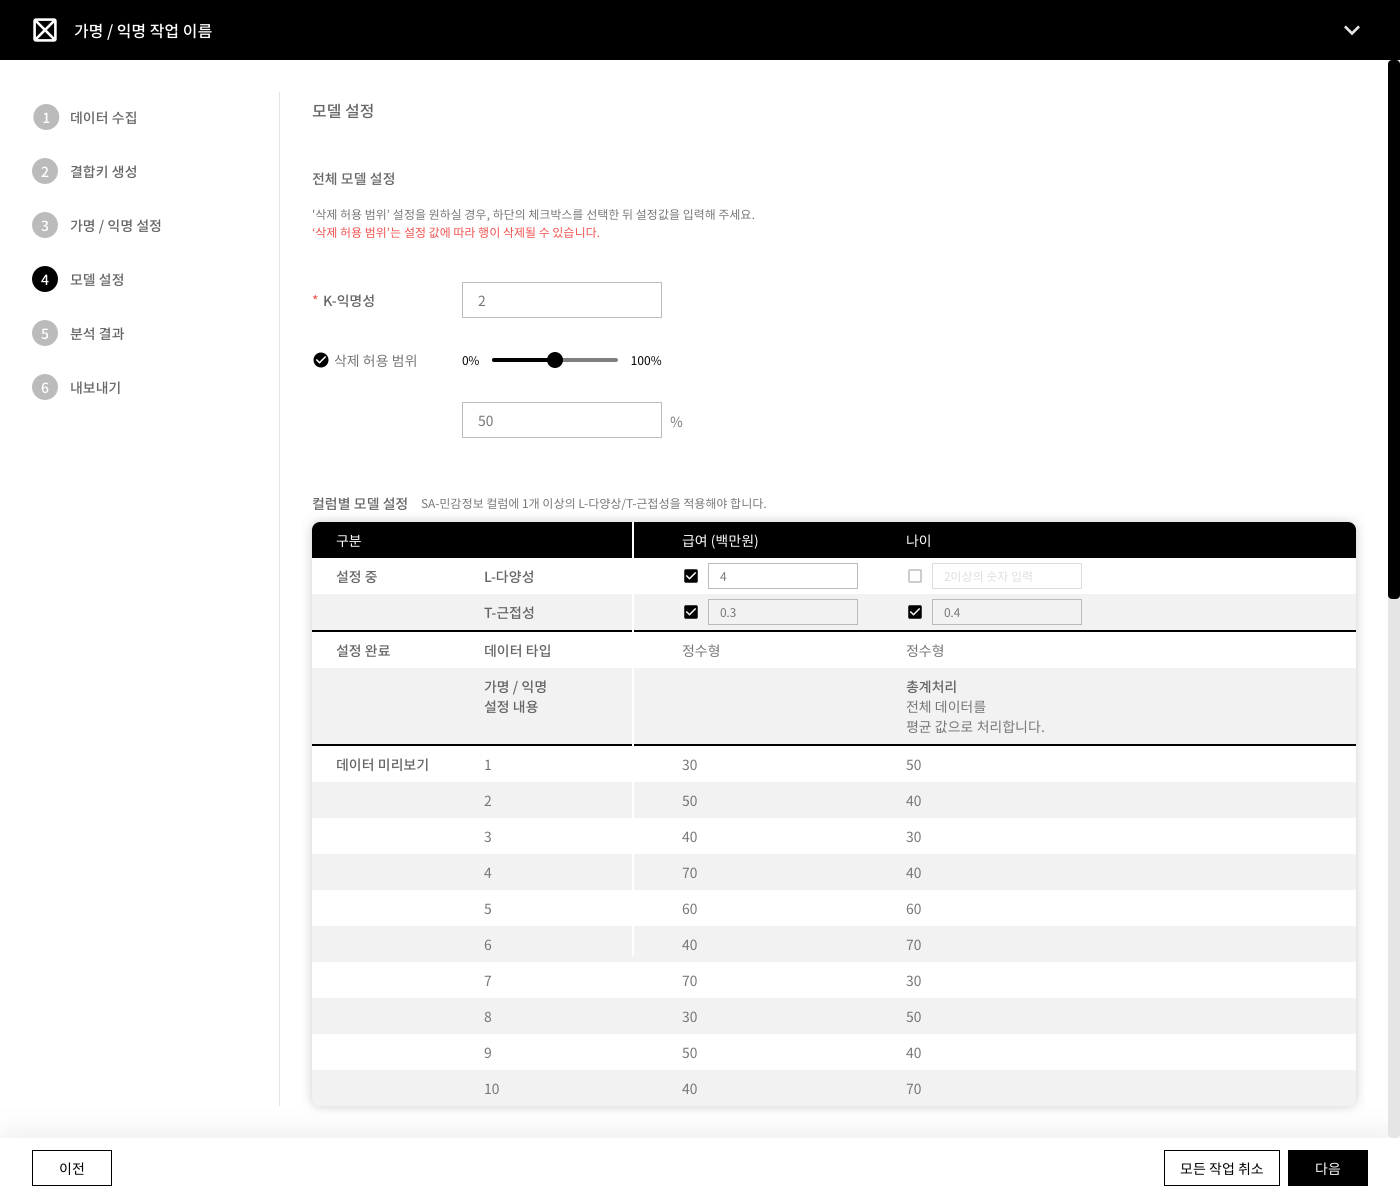 가명 / 익명 작업 이름
1 데이터 수집
2 결합키 생성
3 가명 / 익명 설정
4 모델 설정
5 분석 결과
6 내보내기
모델 설정
전체 모델 설정
‘삭제 허용 범위’ 설정을 원하실 경우, 하단의 체크박스를 선택한 뒤 설정값을 입력해 주세요.
‘삭제 허용 범위’는 설정 값에 따라 행이 삭제될 수 있습니다.
* K-익명성 2
삭제 허용 범위 0% 100%
50 %
컬럼별 모델 설정 SA-민감정보 컬럼에 1개 이상의 L-다양상/T-근접성을 적용해야 합니다.
구분 급여 (백만원) 나이
설정 중 L-다양성 4 2이상의 숫자 입력
T-근접성 0.3 0.4
설정 완료 데이터 타입 정수형 정수형
가명 / 익명 총계처리
설정 내용 전체 데이터를
평균 값으로 처리합니다.
데이터 미리보기 1 30 50
2 50 40
3 40 30
4 70 40
5 60 60
6 40 70
7 70 30
8 30 50
9 50 40
10 40 70
이전 모든 작업 취소 다음